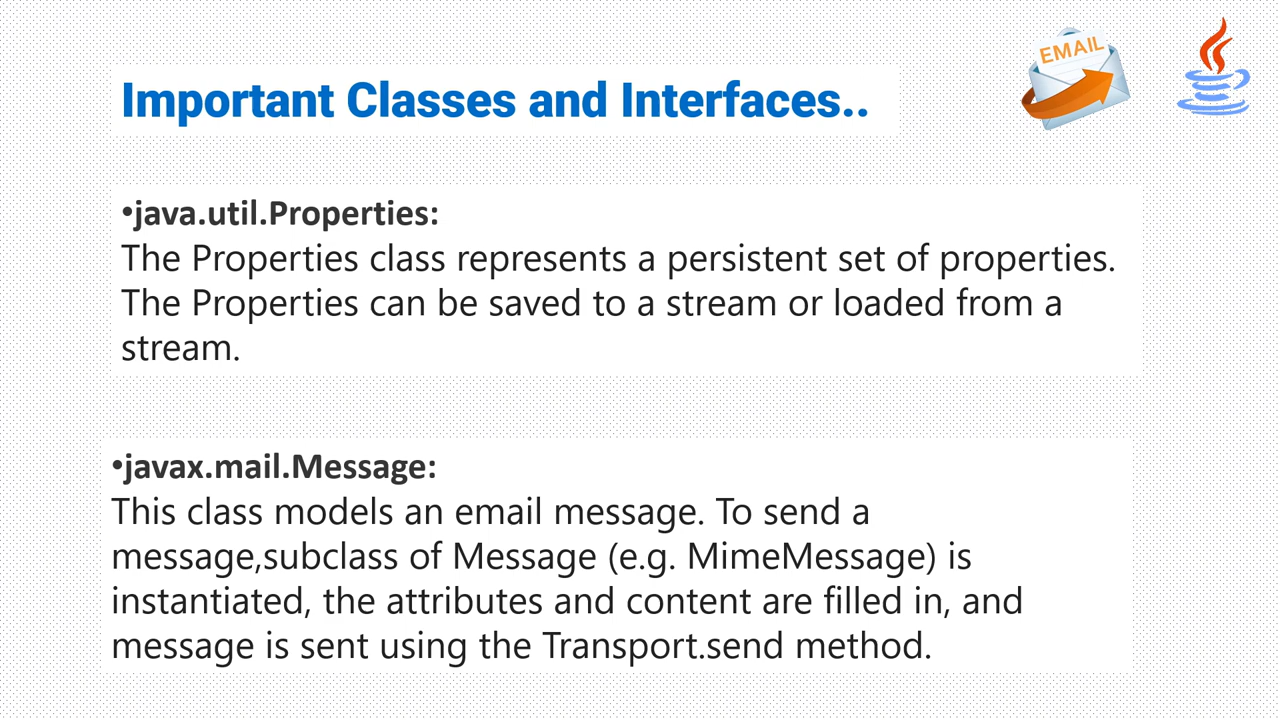 EMAIL
Important Classes and Interfaces..
•java.util.Properties:
The Properties class represents a persistent set of properties.
The Properties can be saved to a stream or loaded from a
stream.
•javax.mail.Message:
This class models an email message. To send a
message,subclass of Message (e.g. MimeMessage) is
instantiated, the attributes and content are filled in, and
message is sent using the Transport.send method.